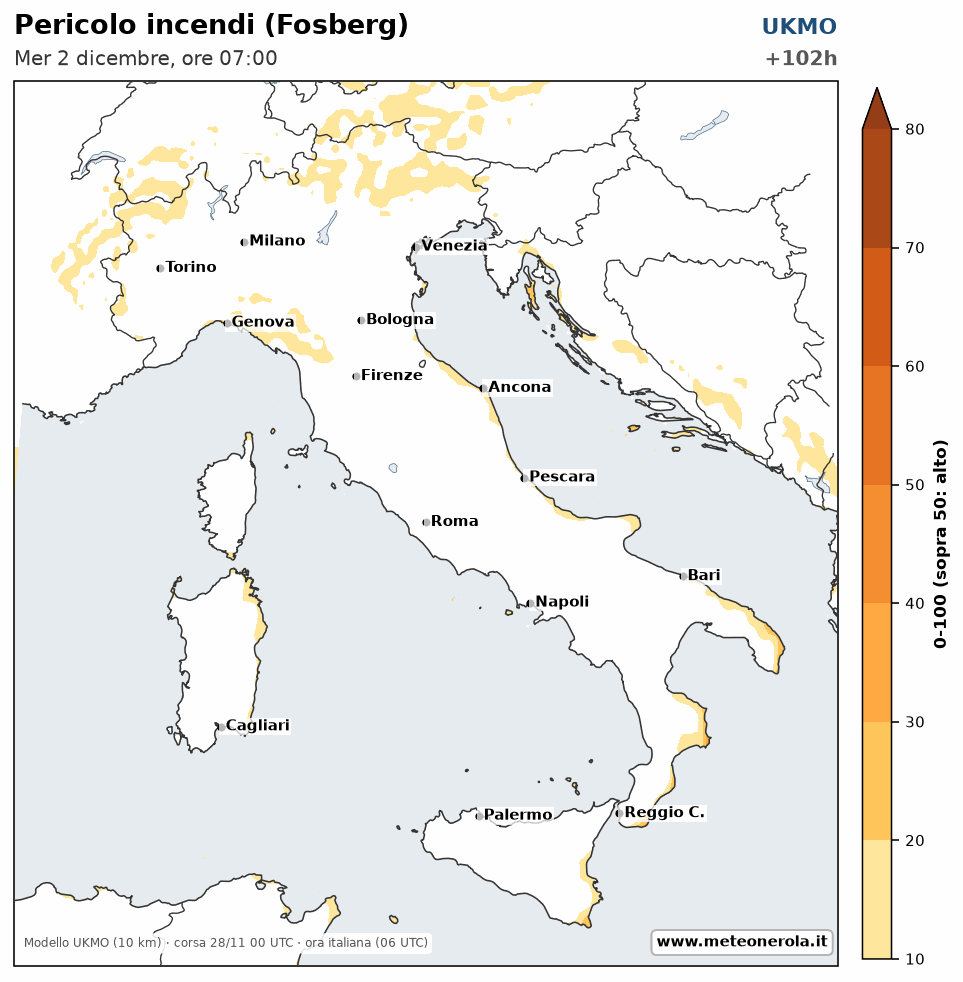 Pericolo incendi (Fosberg)
UKMO
Mer 2 dicembre, ore 07:00
+102h
80
70
60
50
40
30
20
10
0-100 (sopra 50: alto)
Milano
Venezia
Torino
Genova
Bologna
Firenze
Ancona
Pescara
Roma
Bari
Napoli
Cagliari
Palermo
Reggio C.
Modello UKMO (10 km) · corsa 28/11 00 UTC · ora italiana (06 UTC)
www.meteonerola.it